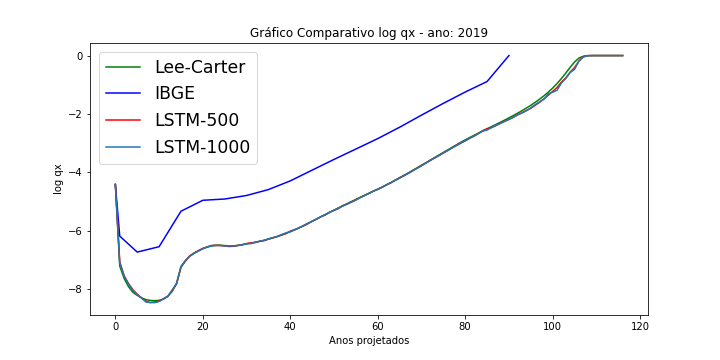 Gráfico Comparativo log qx - ano: 2019
Lee-Carter
IBGE
LSTM-500
LSTM-1000
log qx
0
−2
−4
−6
−8
0 20 40 60 80 100 120
Anos projetados